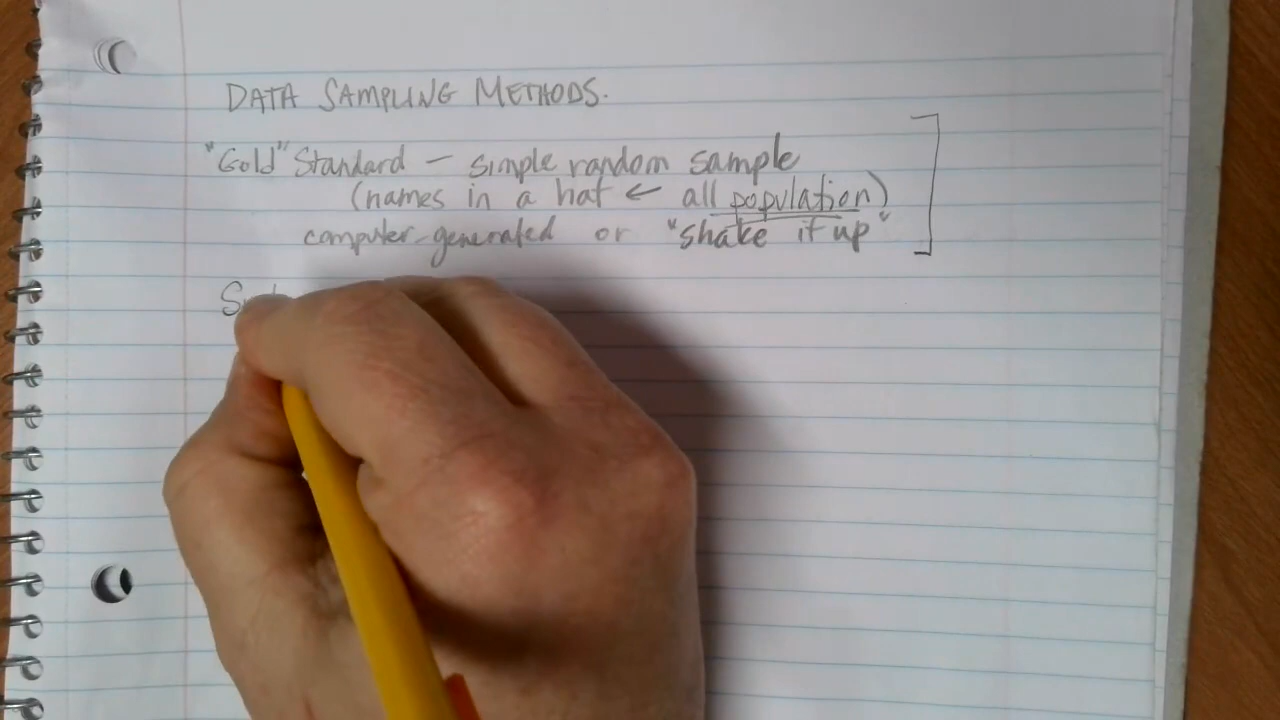 DATA SAMPLING METHODS.
"Gold" Standard – simple random sample
(names in a hat ← all population)
computer-generated or "shake it up"